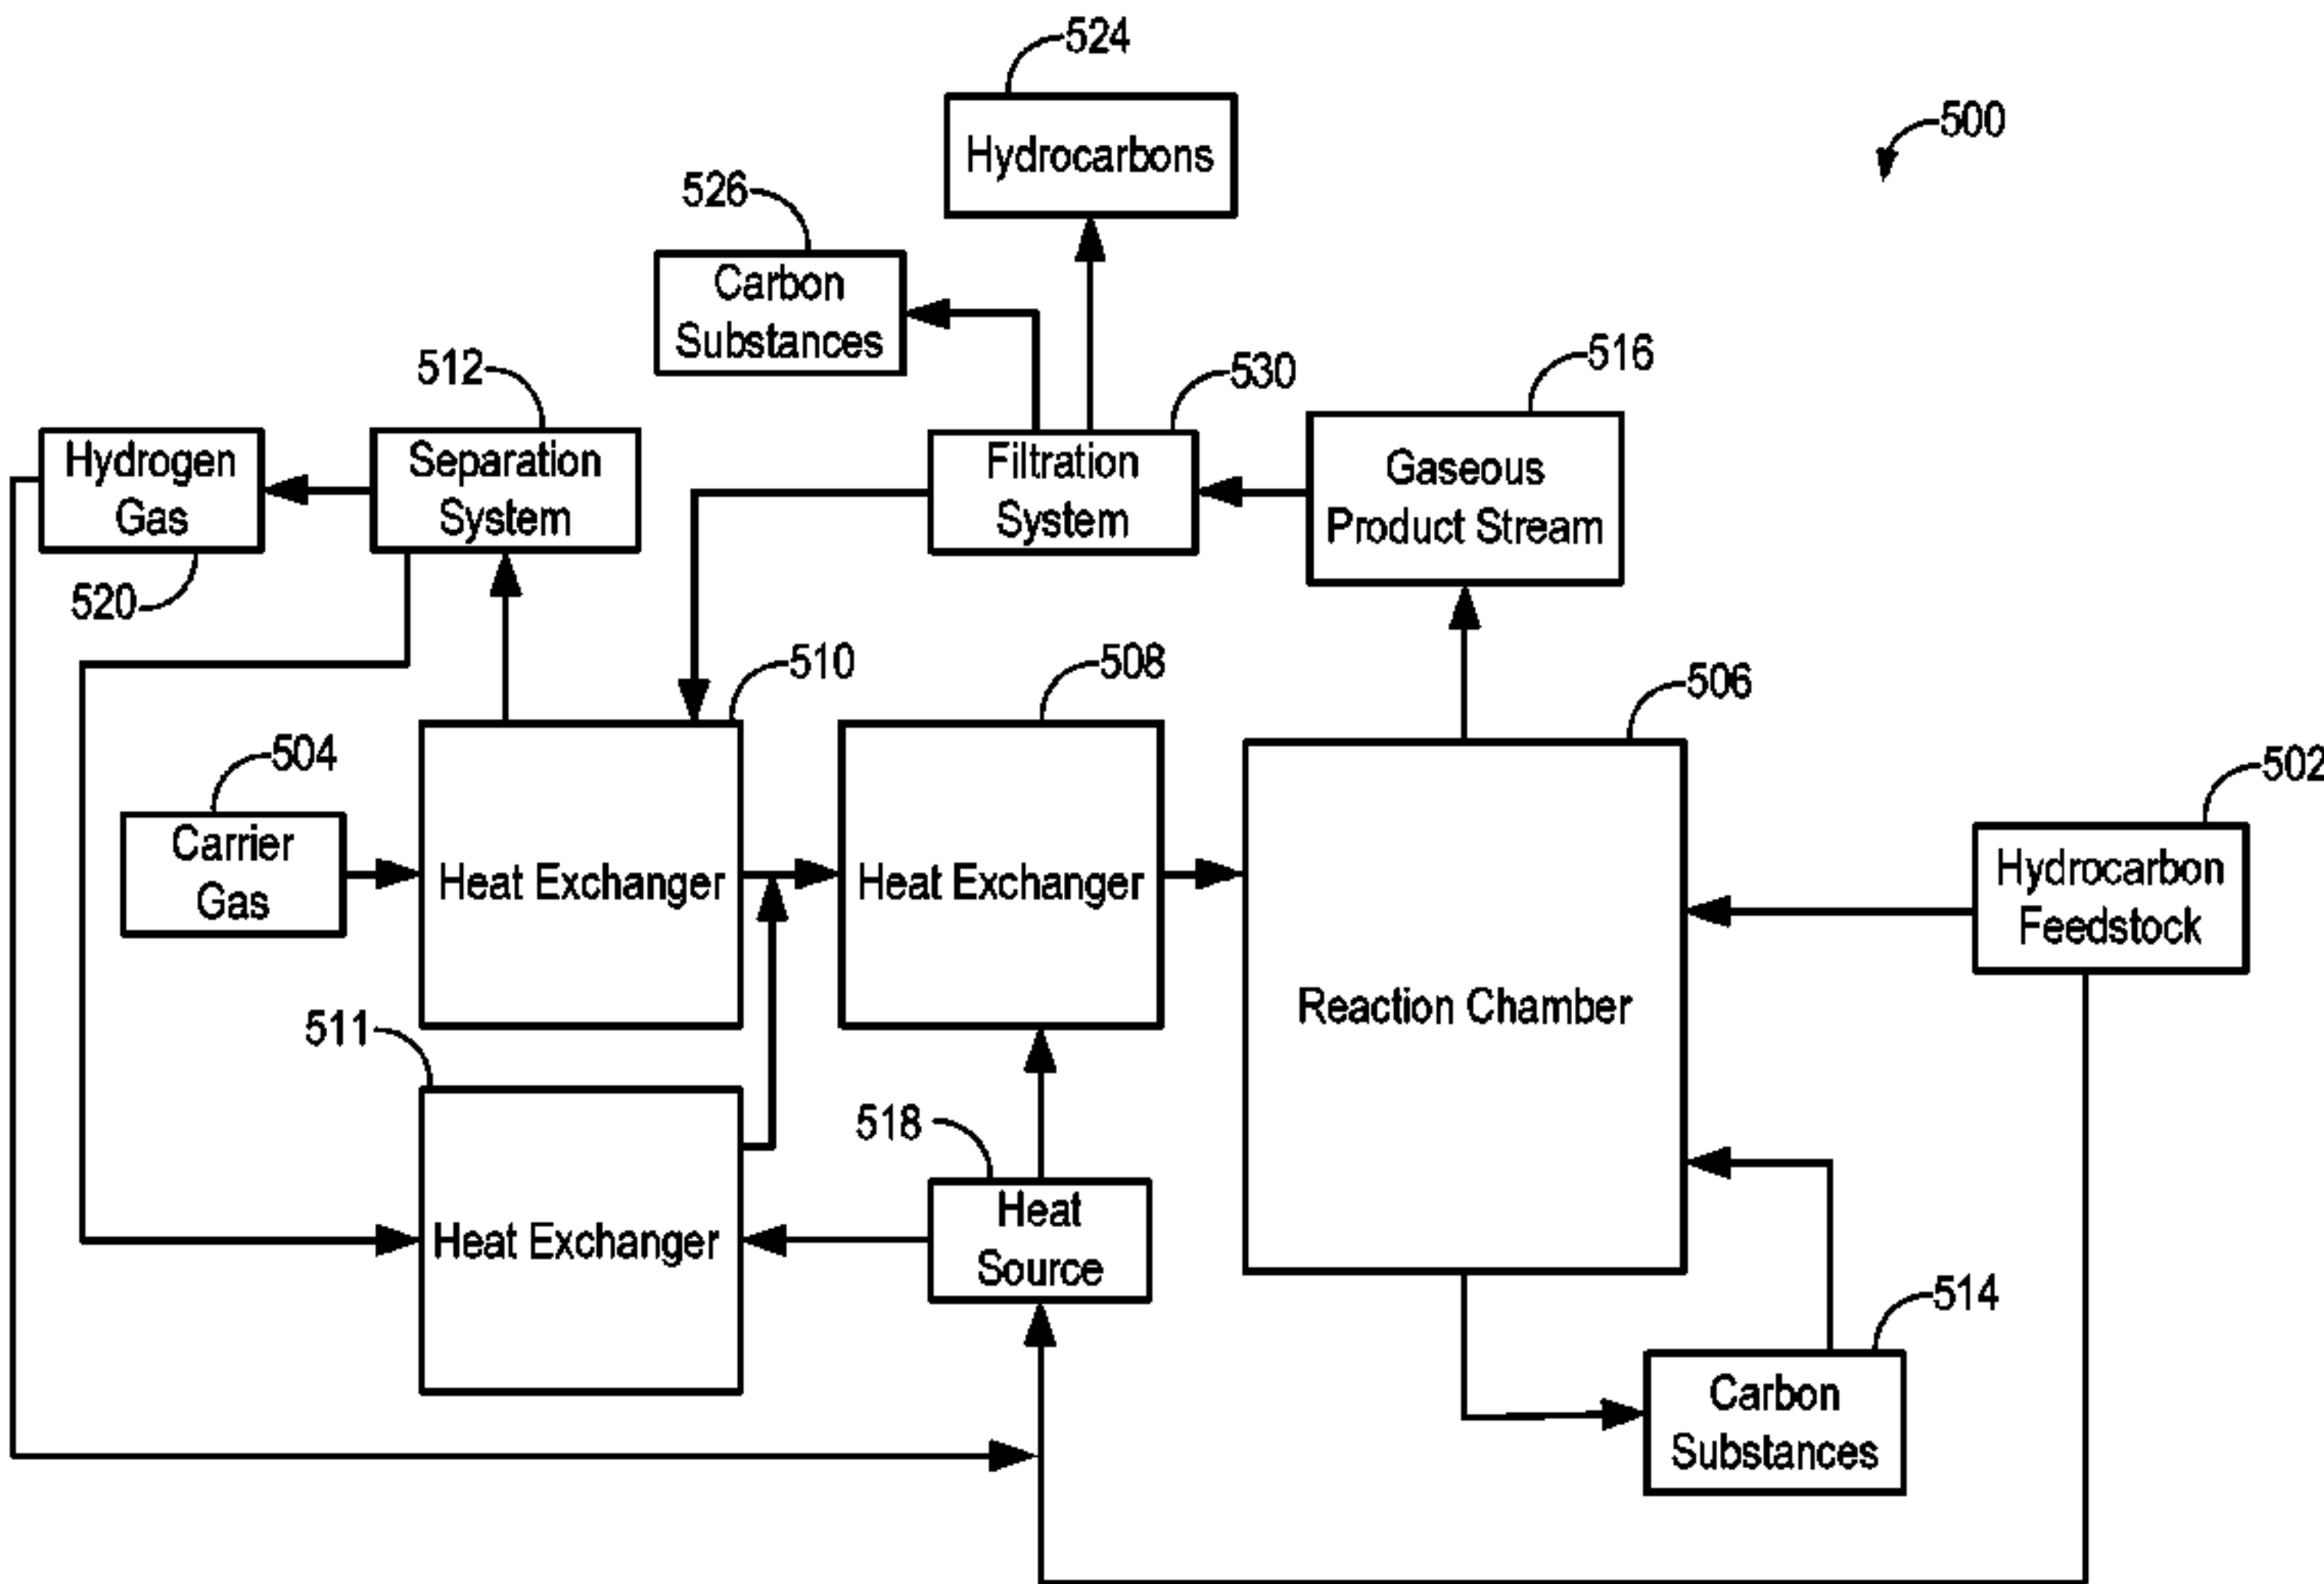 524
500
Hydrocarbons
526
Carbon
Substances
512
530
516
Hydrogen
Gas
Separation
System
Filtration
System
Gaseous
Product Stream
520
510
508
506
504
502
Carrier
Gas
Heat Exchanger
Heat Exchanger
Hydrocarbon
Feedstock
Reaction Chamber
511
518
Heat Exchanger
Heat
Source
514
Carbon
Substances